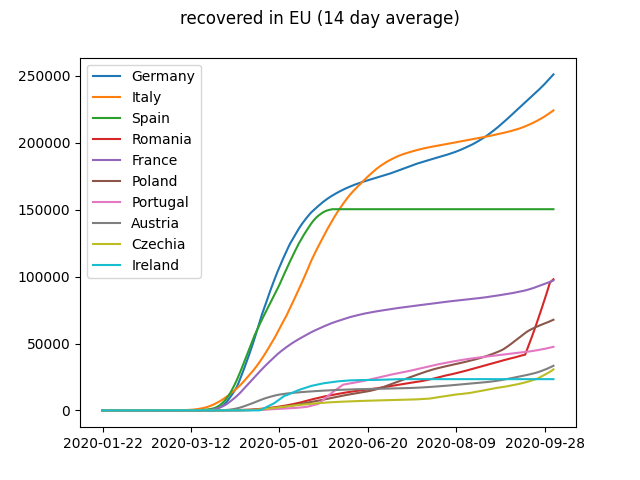 recovered in EU (14 day average)
250000
200000
150000
100000
50000
0
Germany
Italy
Spain
Romania
France
Poland
Portugal
Austria
Czechia
Ireland
2020-01-22 2020-03-12 2020-05-01 2020-06-20 2020-08-09 2020-09-28